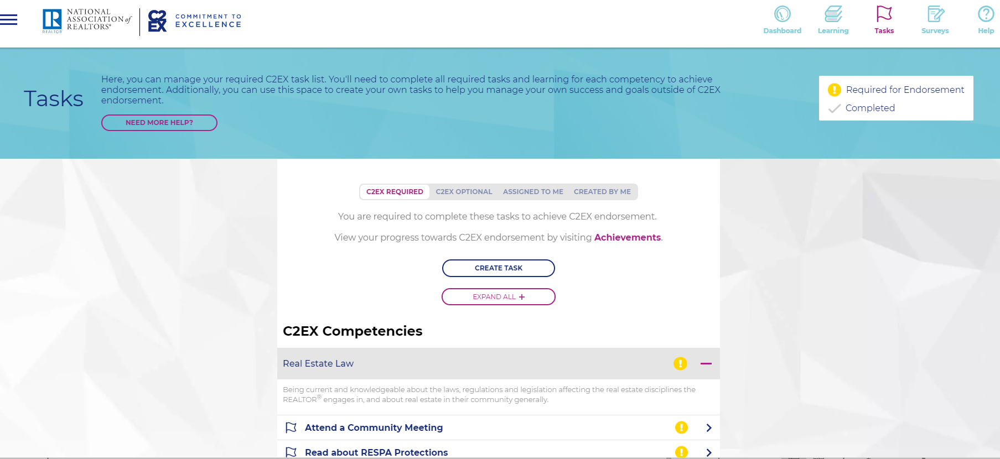 NATIONAL
ASSOCIATION of
REALTORS®
REALTOR®
C2EX
COMMITMENT TO
EXCELLENCE
Dashboard
Learning
Tasks
Surveys
Help
Tasks
Here, you can manage your required C2EX task list. You'll need to complete all required tasks and learning for each competency to achieve
endorsement. Additionally, you can use this space to create your own tasks to help you manage your own success and goals outside of C2EX
endorsement.
NEED MORE HELP?
Required for Endorsement
Completed
C2EX REQUIRED C2EX OPTIONAL ASSIGNED TO ME CREATED BY ME
You are required to complete these tasks to achieve C2EX endorsement.
View your progress towards C2EX endorsement by visiting Achievements.
CREATE TASK
EXPAND ALL +
C2EX Competencies
Real Estate Law
Being current and knowledgeable about the laws, regulations and legislation affecting the real estate disciplines the
REALTOR® engages in, and about real estate in their community generally.
Attend a Community Meeting
Read about RESPA Protections